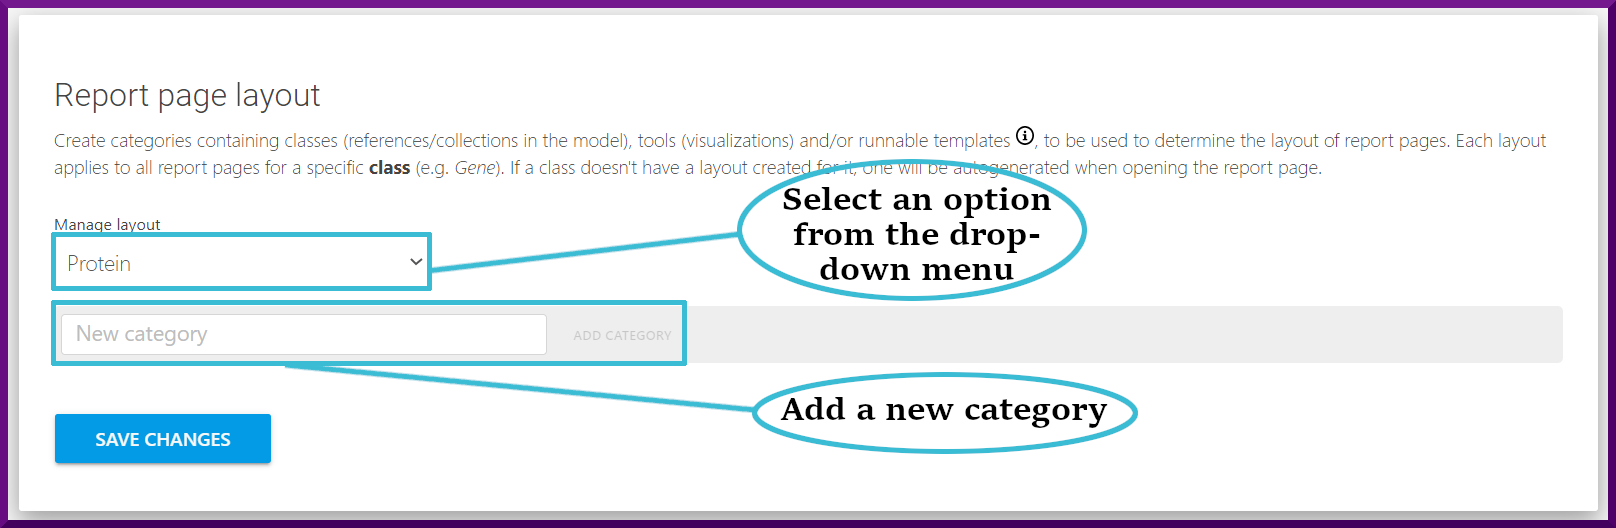 Report page layout
Create categories containing classes (references/collections in the model), tools (visualizations) and/or runnable templates , to be used to determine the layout of report pages. Each layout
applies to all report pages for a specific class (e.g. Gene). If a class doesn't have a layout created for it, one will be autogenerated when opening the report page.
Select an option
from the drop-
down menu
Manage layout
Protein
New category
ADD CATEGORY
Add a new category
SAVE CHANGES